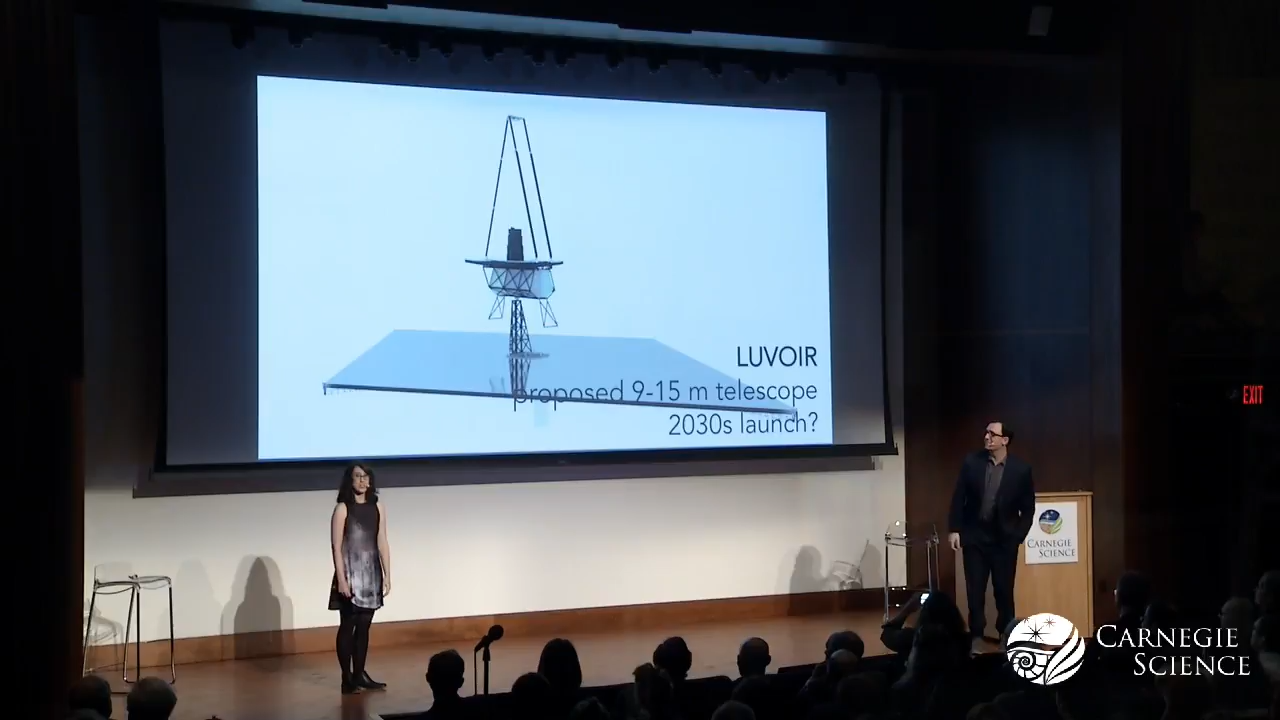 LUVOIR
proposed 9-15 m telescope
2030s launch?
EXIT
CARNEGIE
SCIENCE
CARNEGIE
SCIENCE